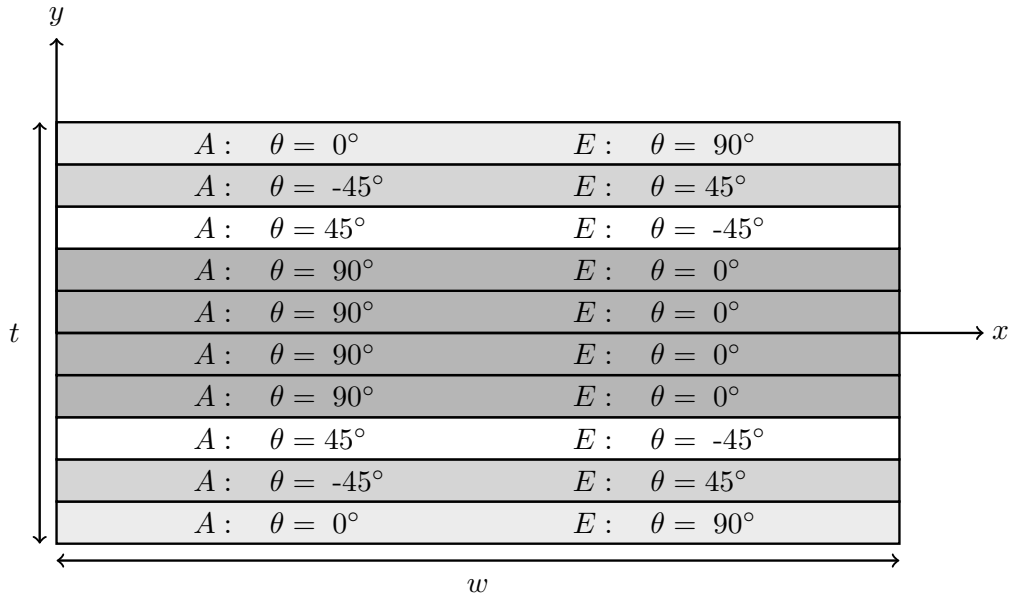 y
A : θ = 0° E : θ = 90°
A : θ = -45° E : θ = 45°
A : θ = 45° E : θ = -45°
A : θ = 90° E : θ = 0°
A : θ = 90° E : θ = 0°
t x
A : θ = 90° E : θ = 0°
A : θ = 90° E : θ = 0°
A : θ = 45° E : θ = -45°
A : θ = -45° E : θ = 45°
A : θ = 0° E : θ = 90°
w